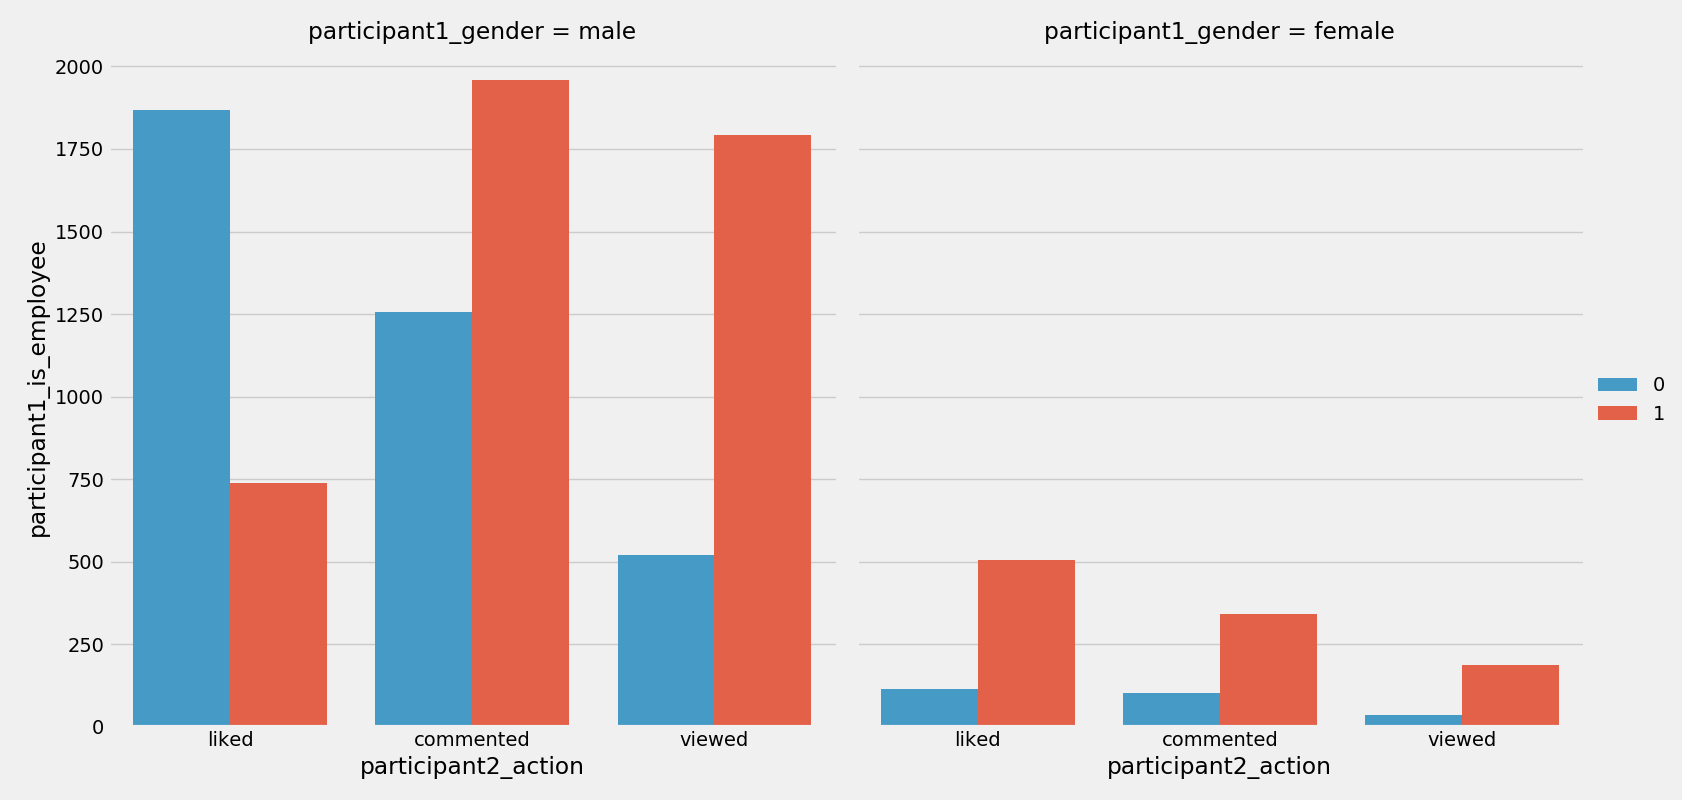 participant1_gender = male
participant1_gender = female
participant1_is_employee
2000
1750
1500
1250
1000
750
500
250
0
liked
commented
viewed
participant2_action
liked
commented
viewed
participant2_action
0
1